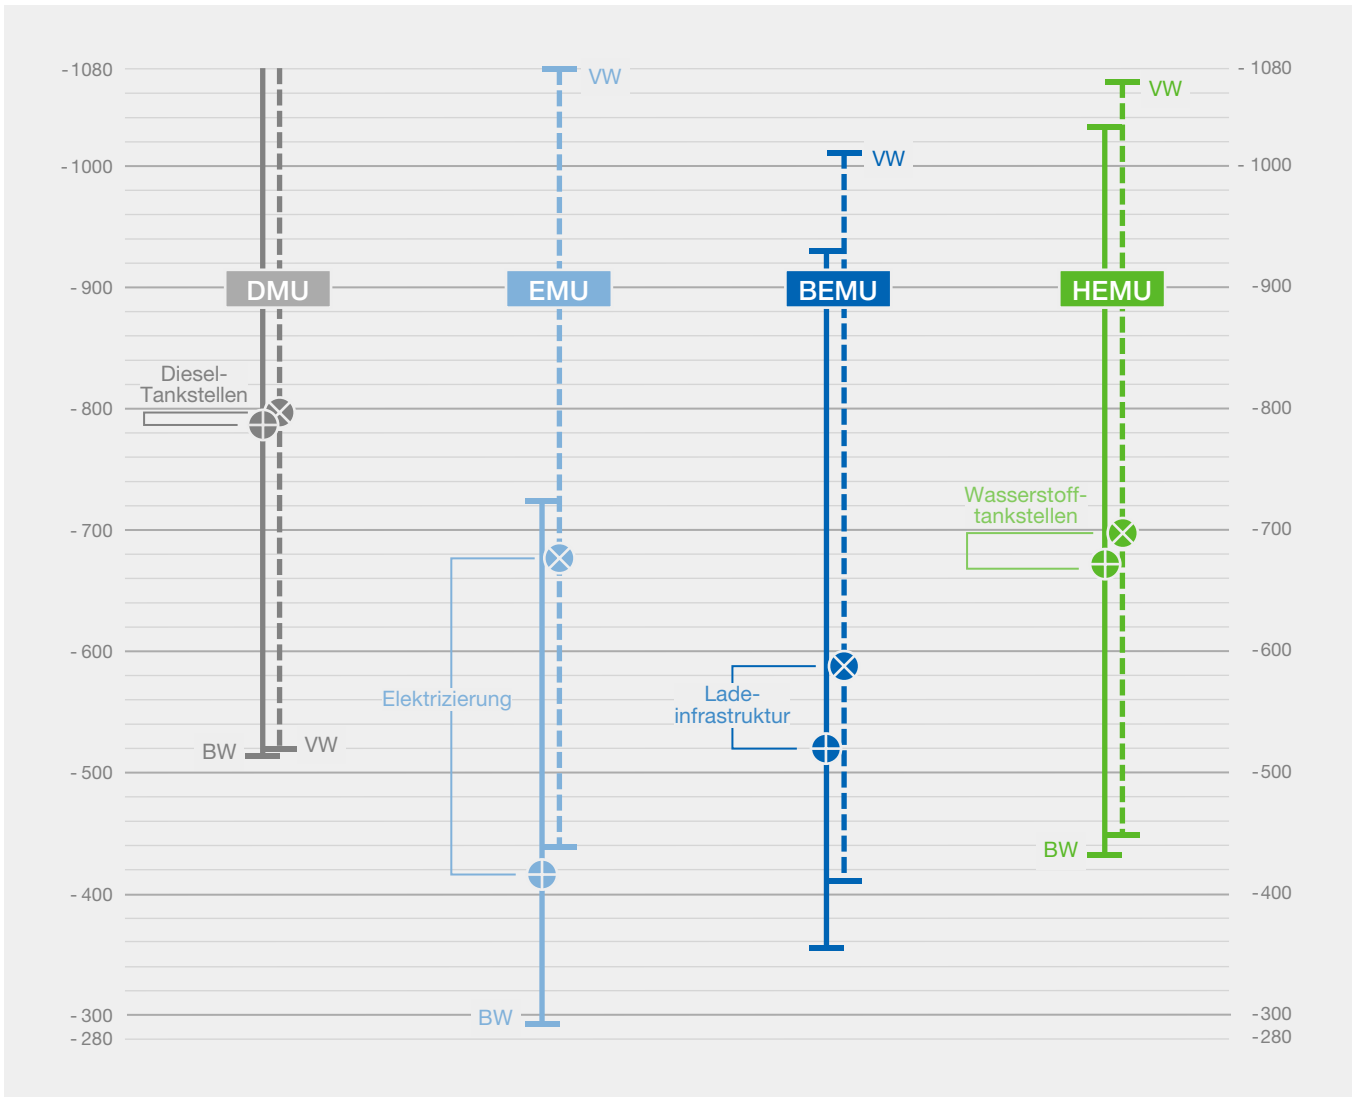 - 1080
- 1080
VW
VW
VW
- 1000
- 1000
- 900
DMU
EMU
BEMU
HEMU
- 900
Diesel-
Tankstellen
- 800
- 800
Wasserstoff-
tankstellen
- 700
- 700
- 600
- 600
Elektrizierung
Lade-
infrastruktur
BW
VW
- 500
- 500
BW
- 400
- 400
- 300
BW
- 300
- 280
- 280